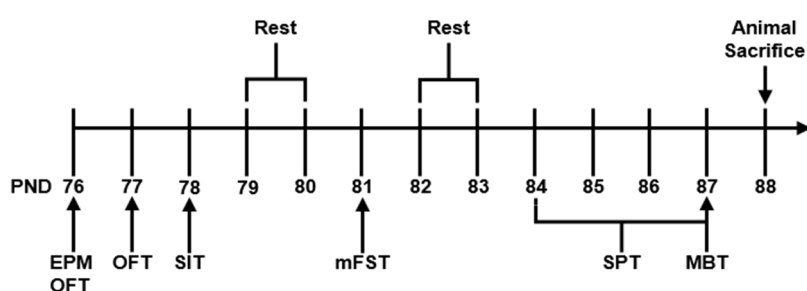 Rest
Rest
Animal
Sacrifice
PND 76 77 78 79 80 81 82 83 84 85 86 87 88
EPM
OFT
OFT
SIT
mFST
SPT
MBT